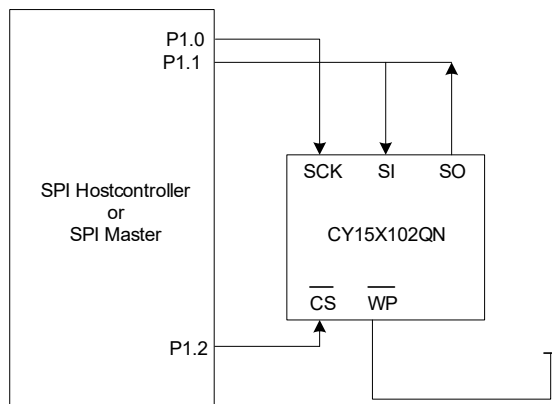 P1.0
P1.1
SCK SI SO
SPI Hostcontroller
or
SPI Master
CY15X102QN
CS WP
P1.2